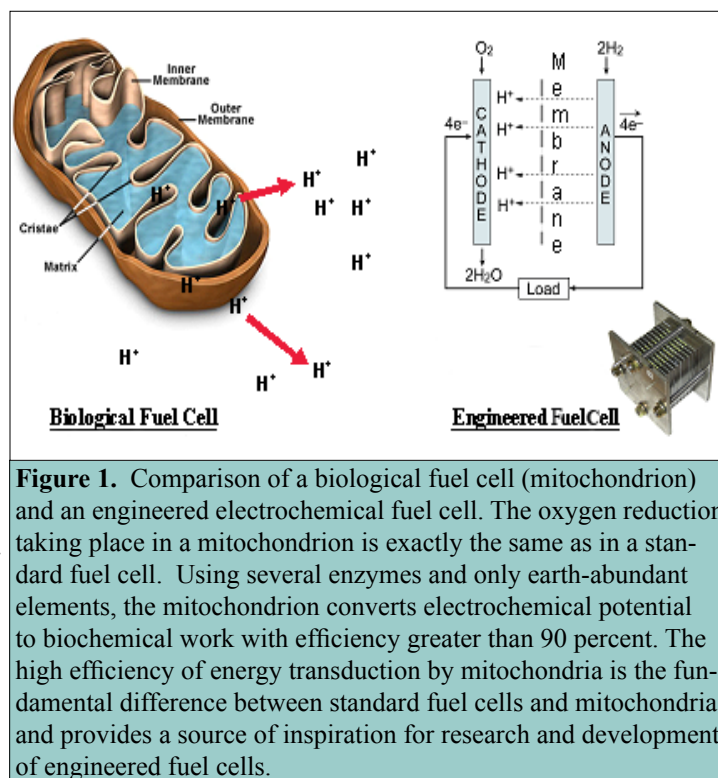 Inner
Membrane
Outer
Membrane
Cristae
Matrix
H⁺
H⁺
H⁺
H⁺
H⁺
H⁺
H⁺
H⁺
H⁺
H⁺
H⁺
H⁺
Biological Fuel Cell
O₂
2H₂
Membrane
H⁺
H⁺
H⁺
H⁺
4e⁻
CATHODE
ANODE
4e⁻
2H₂O
Load
Engineered Fuel Cell
Figure 1. Comparison of a biological fuel cell (mitochondrion)
and an engineered electrochemical fuel cell. The oxygen reduction
taking place in a mitochondrion is exactly the same as in a stan-
dard fuel cell. Using several enzymes and only earth-abundant
elements, the mitochondrion converts electrochemical potential
to biochemical work with efficiency greater than 90 percent. The
high efficiency of energy transduction by mitochondria is the fun-
damental difference between standard fuel cells and mitochondria
and provides a source of inspiration for research and development
of engineered fuel cells.